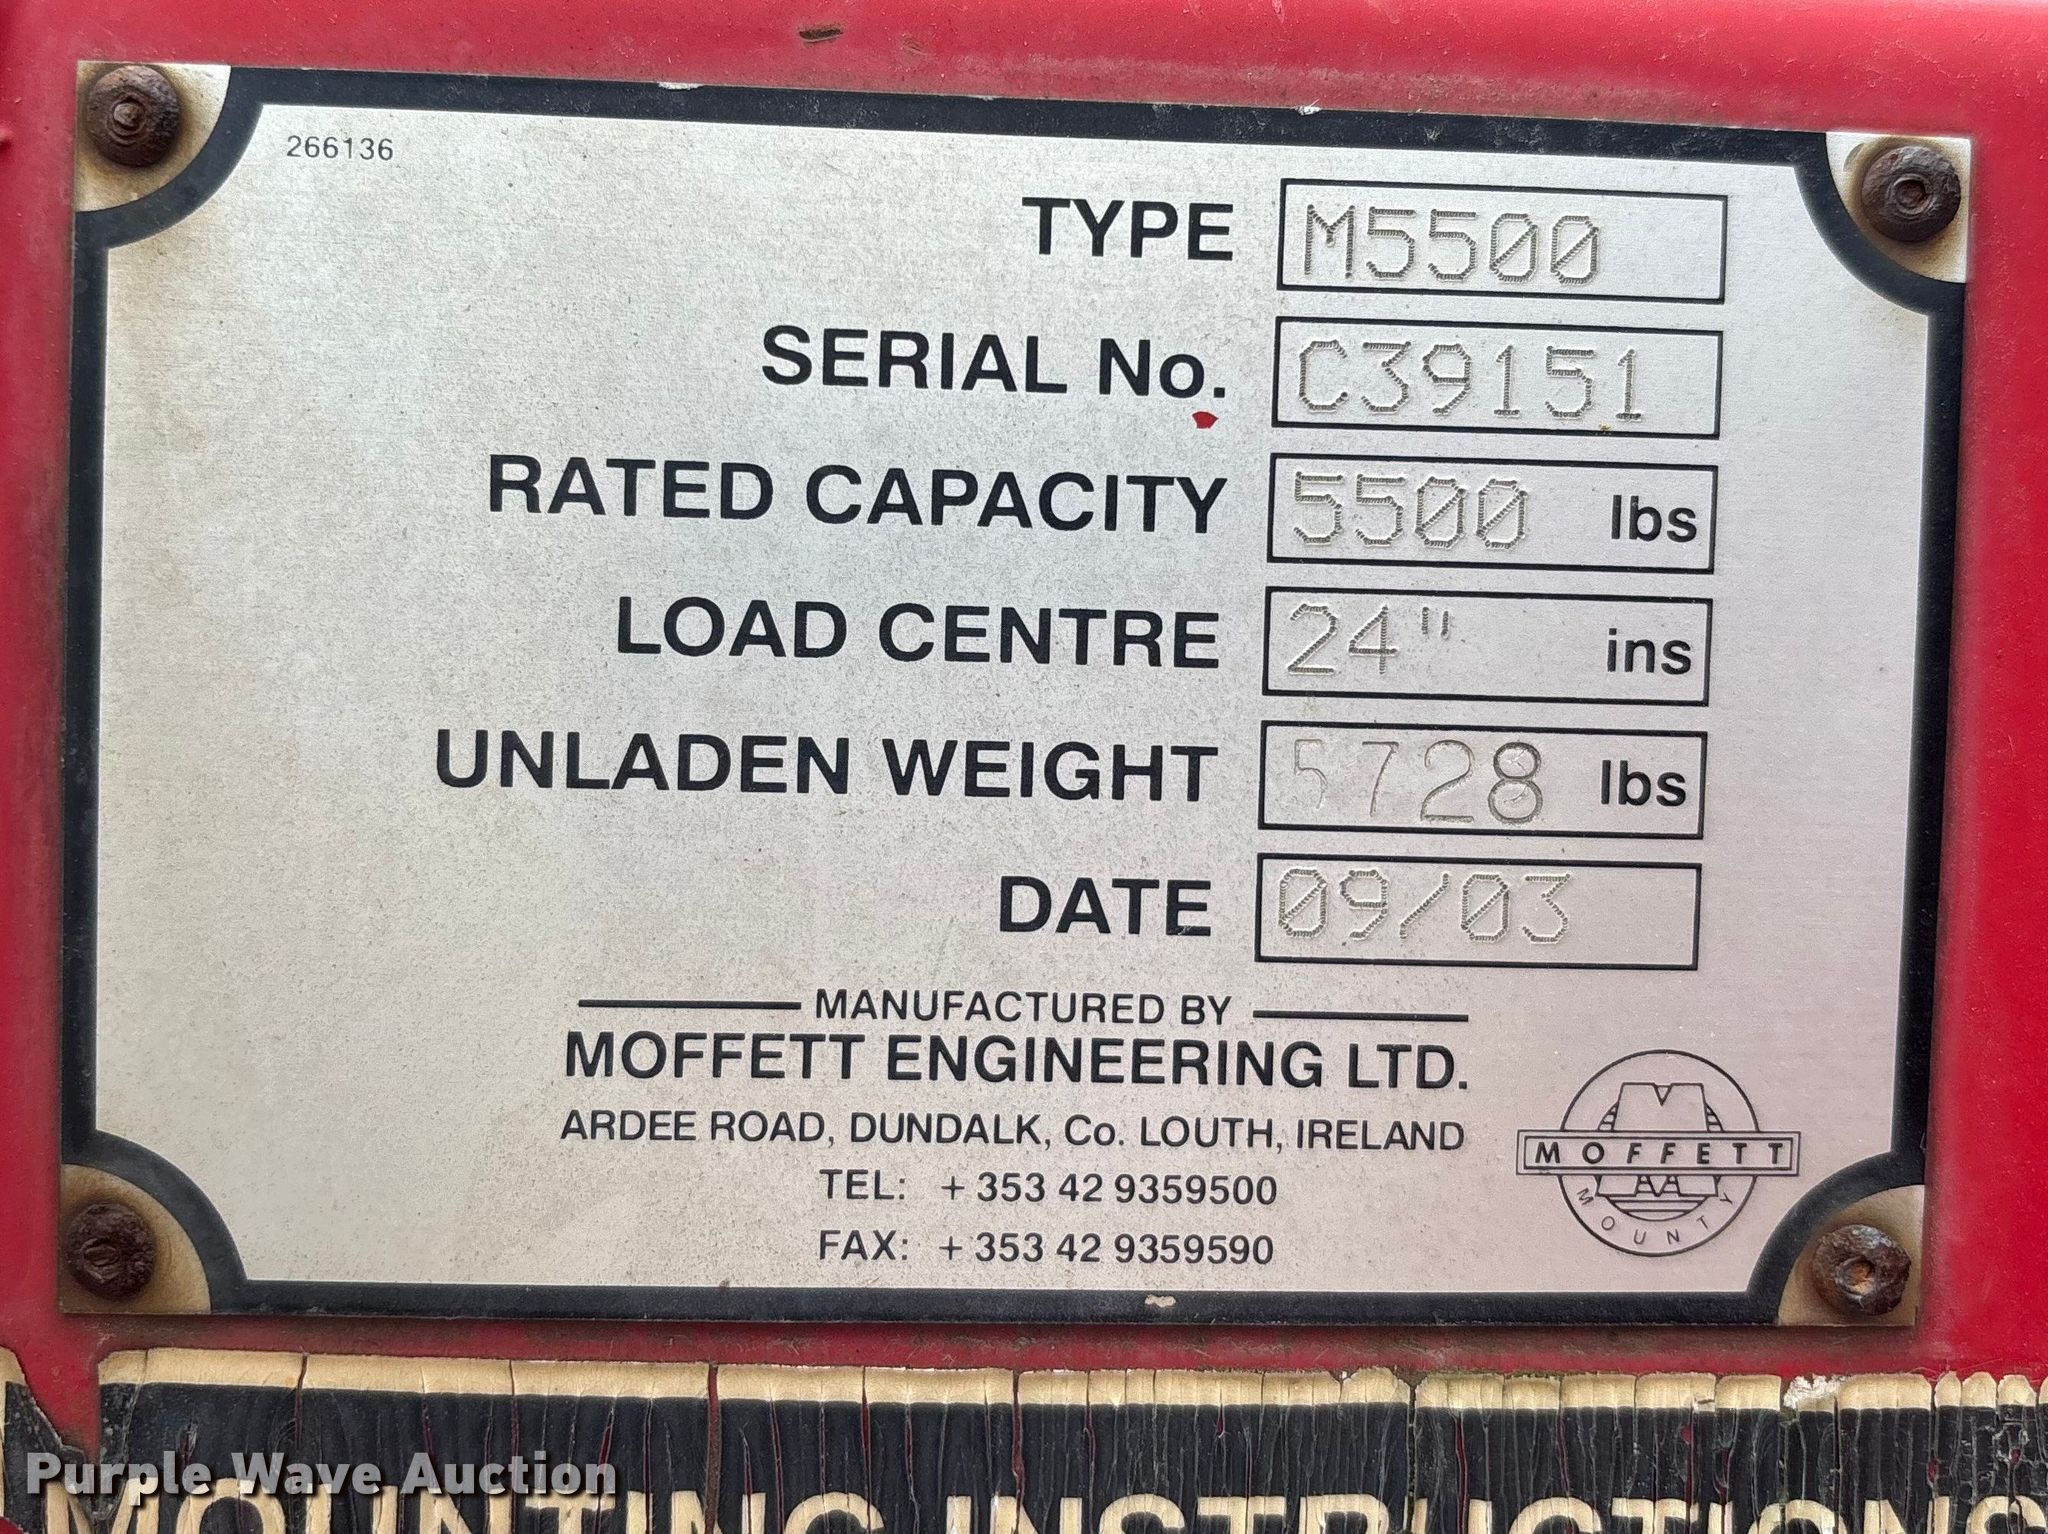 266136
TYPE M5500
SERIAL No. C39151
RATED CAPACITY 5500 lbs
LOAD CENTRE 24" ins
UNLADEN WEIGHT 5728 lbs
DATE 09/03
MANUFACTURED BY
MOFFETT ENGINEERING LTD.
ARDEE ROAD, DUNDALK, Co. LOUTH, IRELAND
TEL: + 353 42 9359500
FAX: + 353 42 9359590
MOFFETT
MOUNTY
Purple Wave Auction
MOUNTING INSTRUCTIONS